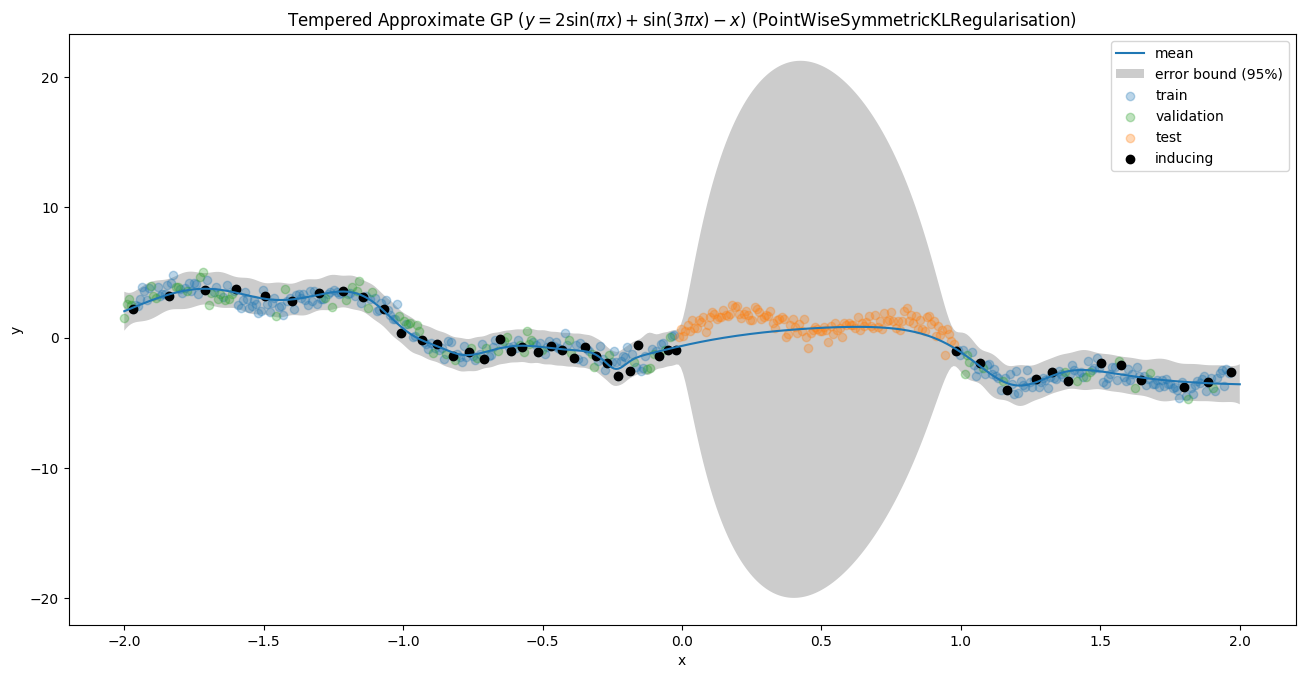 Tempered Approximate GP (y = 2sin(πx) + sin(3πx) − x) (PointWiseSymmetricKLRegularisation)
mean
error bound (95%)
train
validation
test
inducing
20
10
0
−10
−20
y
−2.0 −1.5 −1.0 −0.5 0.0 0.5 1.0 1.5 2.0
x